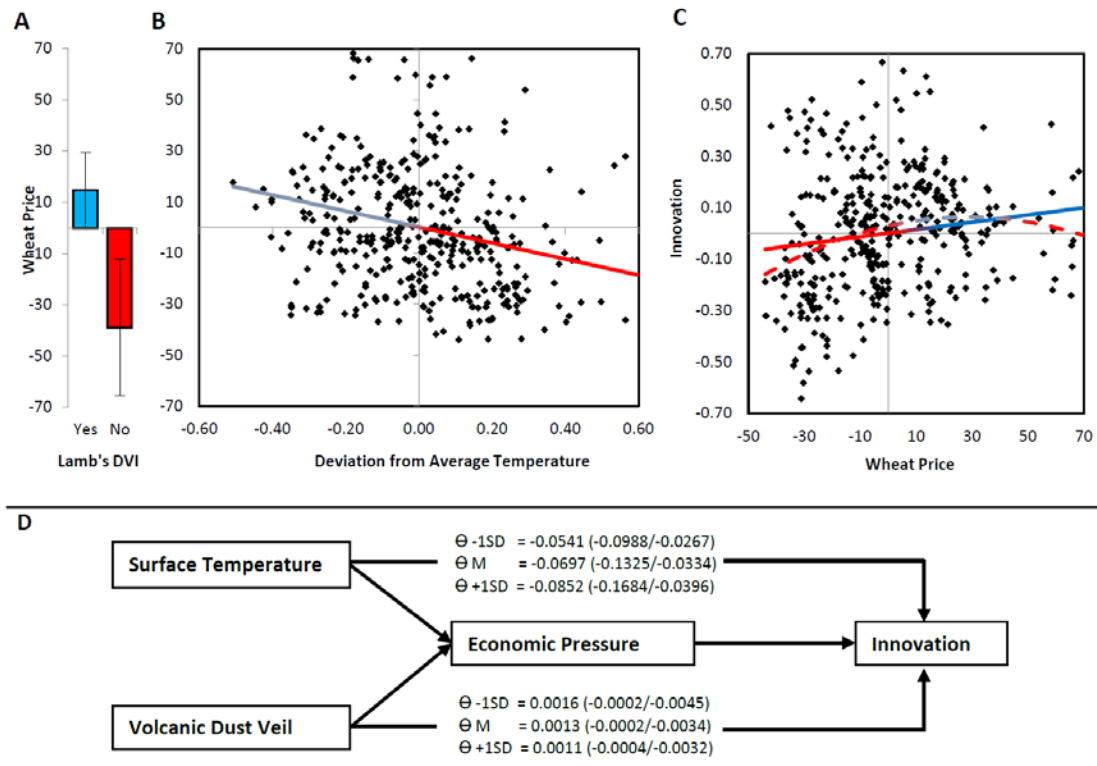 A
70
50
30
10
-10
-30
-50
-70
Wheat Price
Yes No
Lamb's DVI
B
70
50
30
10
-10
-30
-50
-70
-0.60 -0.40 -0.20 0.00 0.20 0.40 0.60
Deviation from Average Temperature
C
0.70
0.50
0.30
0.10
-0.10
-0.30
-0.50
-0.70
Innovation
-50 -30 -10 10 30 50 70
Wheat Price
D
Surface Temperature
Θ -1SD = -0.0541 (-0.0988/-0.0267)
Θ M = -0.0697 (-0.1325/-0.0334)
Θ +1SD = -0.0852 (-0.1684/-0.0396)
Economic Pressure
Innovation
Volcanic Dust Veil
Θ -1SD = 0.0016 (-0.0002/-0.0045)
Θ M = 0.0013 (-0.0002/-0.0034)
Θ +1SD = 0.0011 (-0.0004/-0.0032)